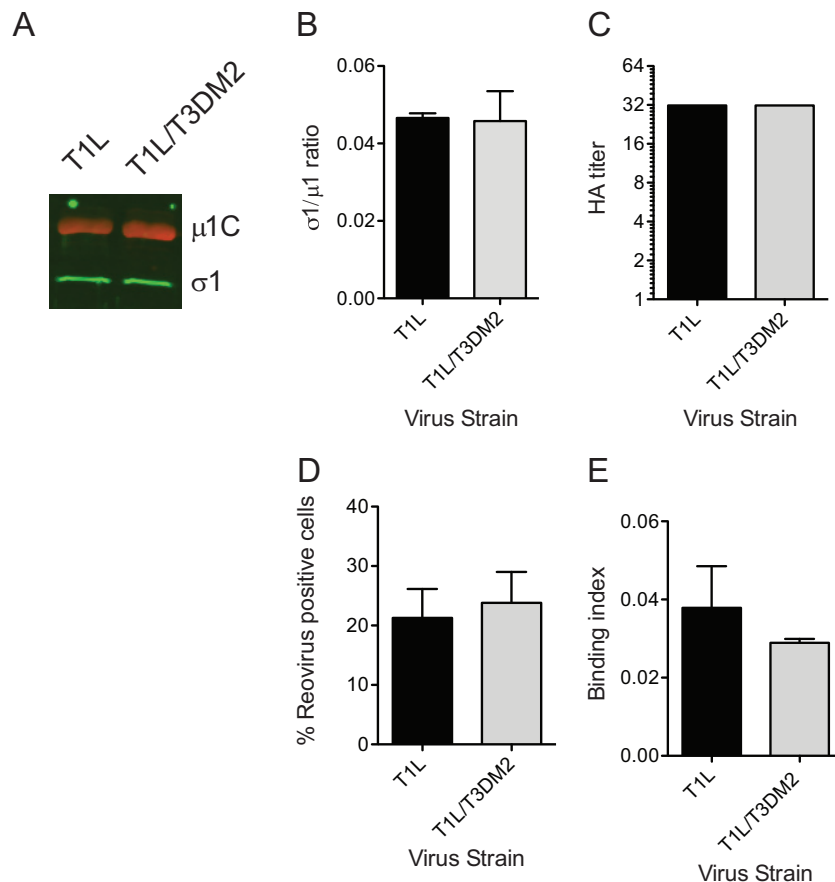 A
T1L
T1L/T3DM2
μ1C
σ1
B
σ1/μ1 ratio
0.06
0.04
0.02
0.00
T1L
T1L/T3DM2
Virus Strain
C
HA titer
64
32
16
8
4
2
1
T1L
T1L/T3DM2
Virus Strain
D
% Reovirus positive cells
40
30
20
10
0
T1L
T1L/T3DM2
Virus Strain
E
Binding index
0.06
0.04
0.02
0.00
T1L
T1L/T3DM2
Virus Strain